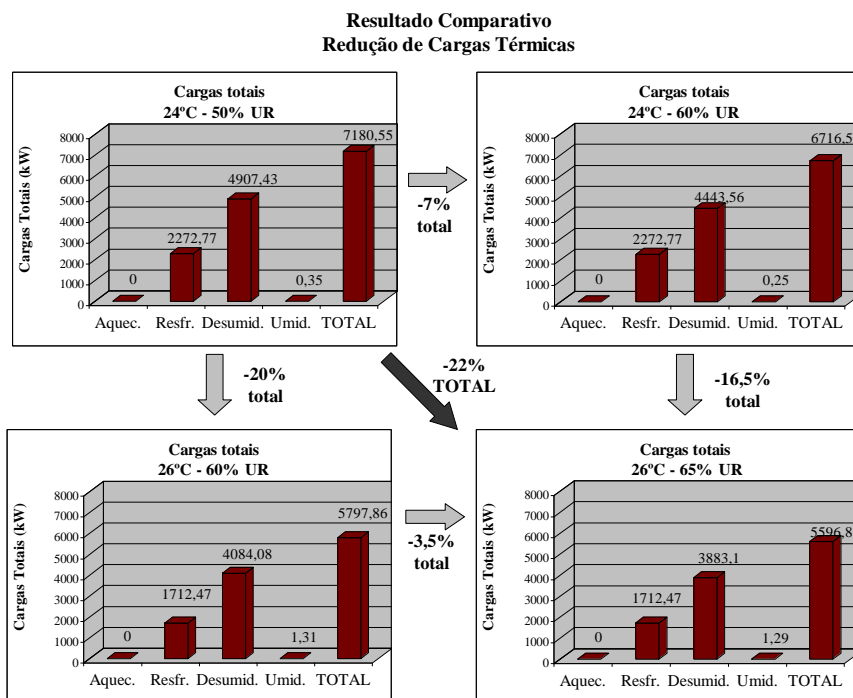 Resultado Comparativo
Redução de Cargas Térmicas
Cargas totais
24ºC - 50% UR
Cargas Totais (kW)
8000
7000
6000
5000
4000
3000
2000
1000
0
0
2272,77
4907,43
0,35
7180,55
Aquec. Resfr. Desumid. Umid. TOTAL
-7%
total
Cargas totais
24ºC - 60% UR
Cargas Totais (kW)
8000
7000
6000
5000
4000
3000
2000
1000
0
0
2272,77
4443,56
0,25
6716,5
Aquec. Resfr. Desumid. Umid. TOTAL
-20%
total
-22%
TOTAL
-16,5%
total
Cargas totais
26ºC - 60% UR
Cargas Totais (kW)
8000
7000
6000
5000
4000
3000
2000
1000
0
0
1712,47
4084,08
1,31
5797,86
Aquec. Resfr. Desumid. Umid. TOTAL
-3,5%
total
Cargas totais
26ºC - 65% UR
Cargas Totais (kW)
8000
7000
6000
5000
4000
3000
2000
1000
0
0
1712,47
3883,1
1,29
5596,8
Aquec. Resfr. Desumid. Umid. TOTAL